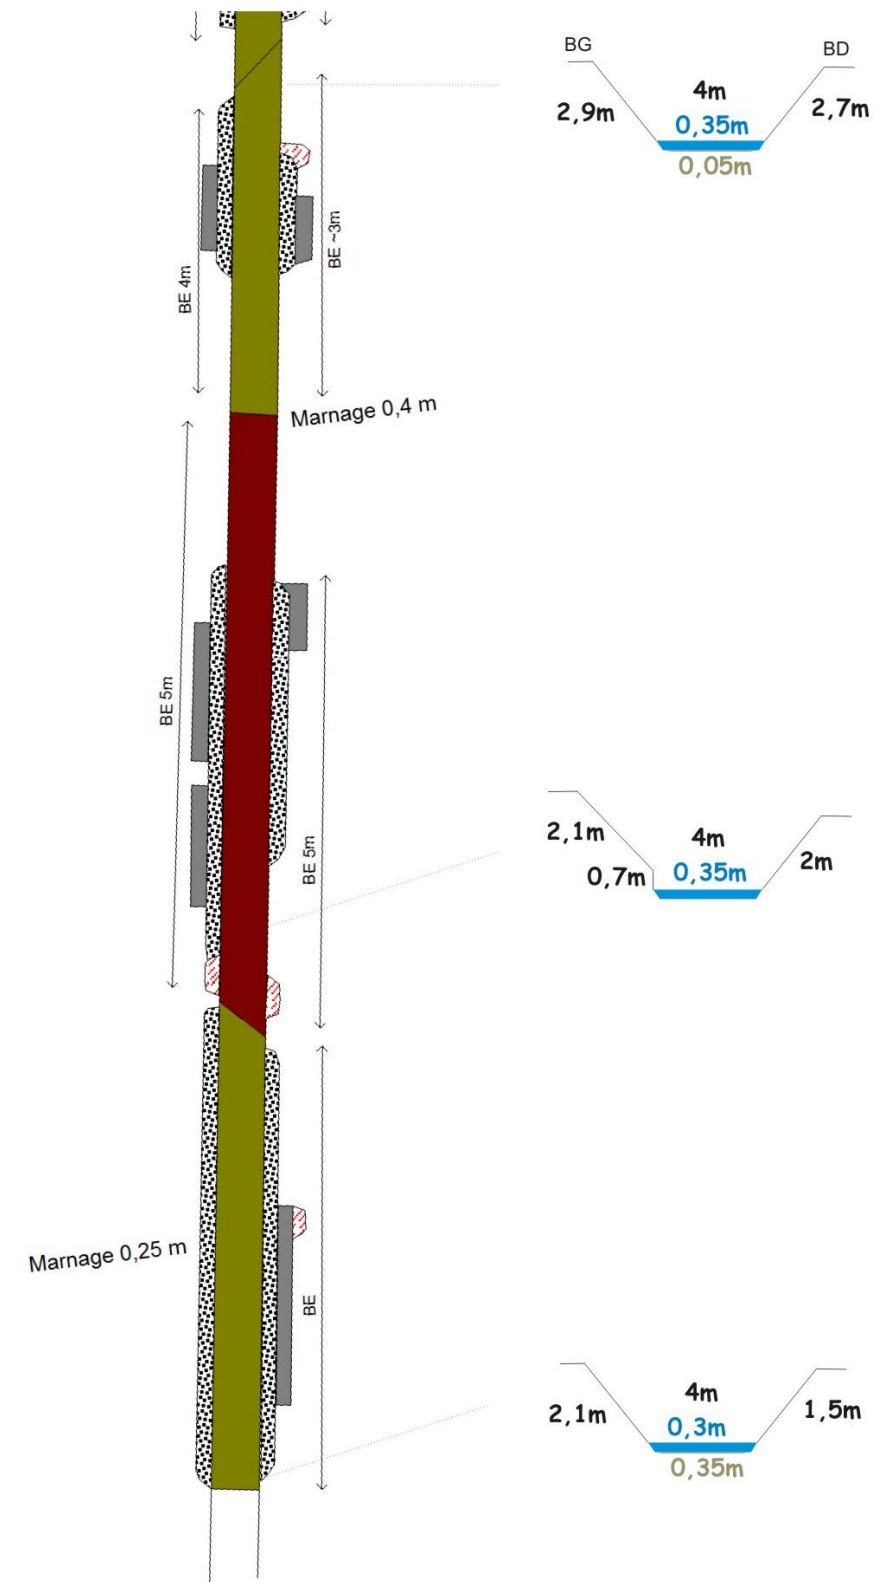 BG
BD
4m
2,9m
2,7m
0,35m
0,05m
BE 4m
BE ~3m
Marnage 0,4 m
BE 5m
2,1m
4m
0,7m
0,35m
2m
BE 5m
Marnage 0,25 m
BE
4m
2,1m
1,5m
0,3m
0,35m